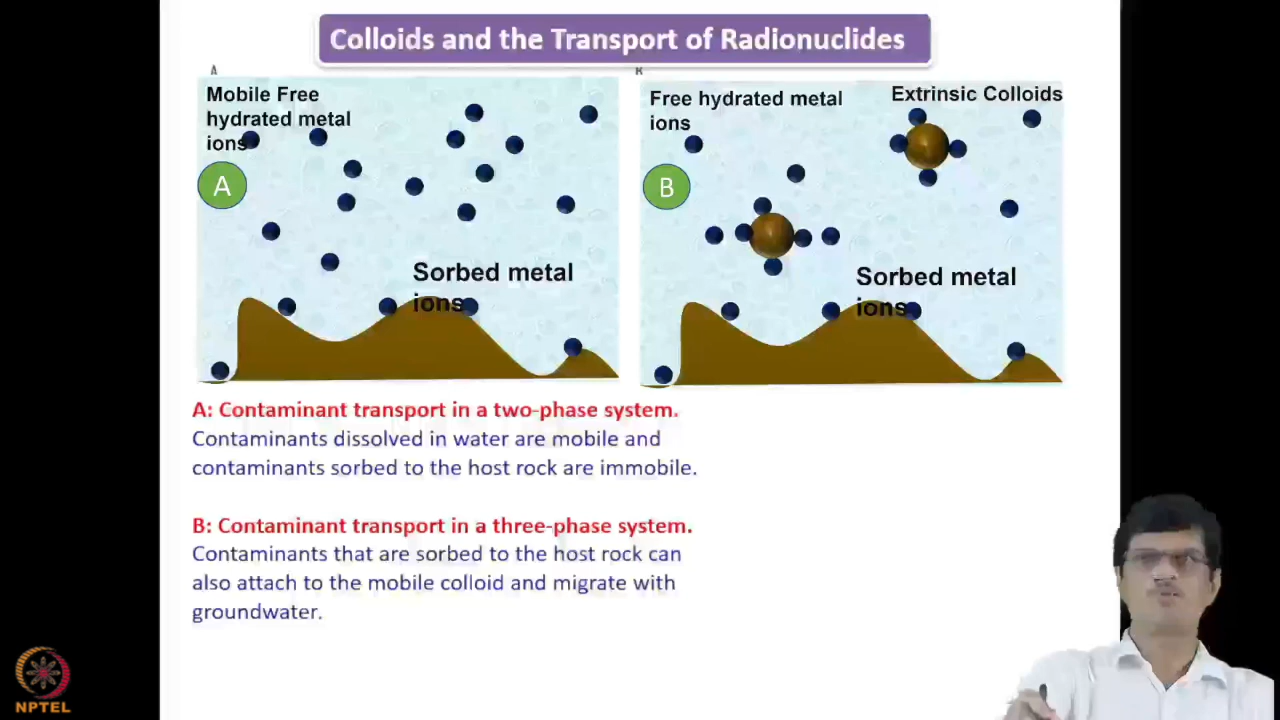 Colloids and the Transport of Radionuclides
A
Mobile Free
hydrated metal
ions
A
Sorbed metal
ions
B
Free hydrated metal
ions
Extrinsic Colloids
B
Sorbed metal
ions
A: Contaminant transport in a two-phase system.
Contaminants dissolved in water are mobile and
contaminants sorbed to the host rock are immobile.
B: Contaminant transport in a three-phase system.
Contaminants that are sorbed to the host rock can
also attach to the mobile colloid and migrate with
groundwater.
NPTEL